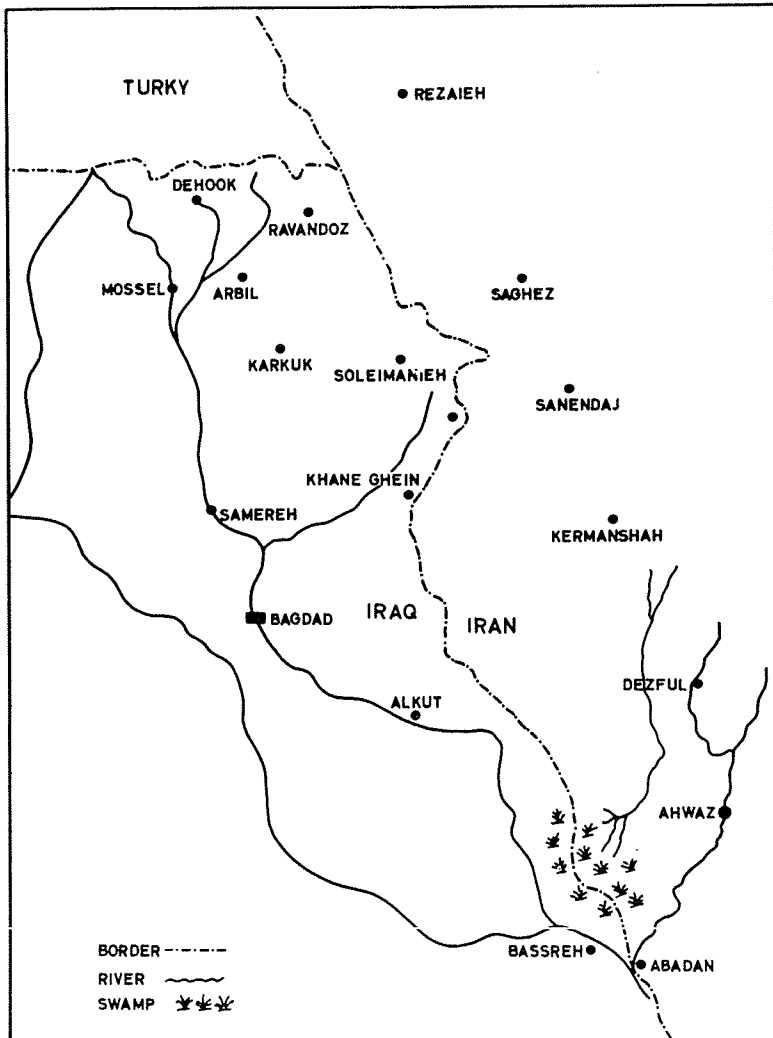 TURKY
REZAIEH
DEHOOK
RAVANDOZ
MOSSEL
ARBIL
SAGHEZ
KARKUK
SOLEIMANIEH
SANENDAJ
KHANE GHEIN
SAMEREH
KERMANSHAH
BAGDAD
IRAQ
IRAN
DEZFUL
ALKUT
AHWAZ
BORDER
BASSREH
ABADAN
RIVER
SWAMP